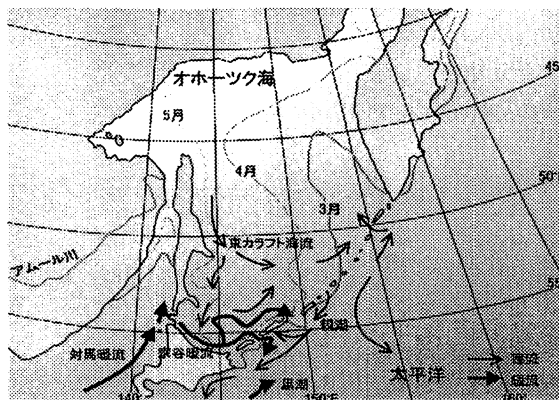 オホーツク海
45
5月
4月
50°
3月
東カラフト海流
アムール川
55
親潮
対馬暖流
宗谷暖流
太平洋
寒流
暖流
黒潮
140°
150°E
160°